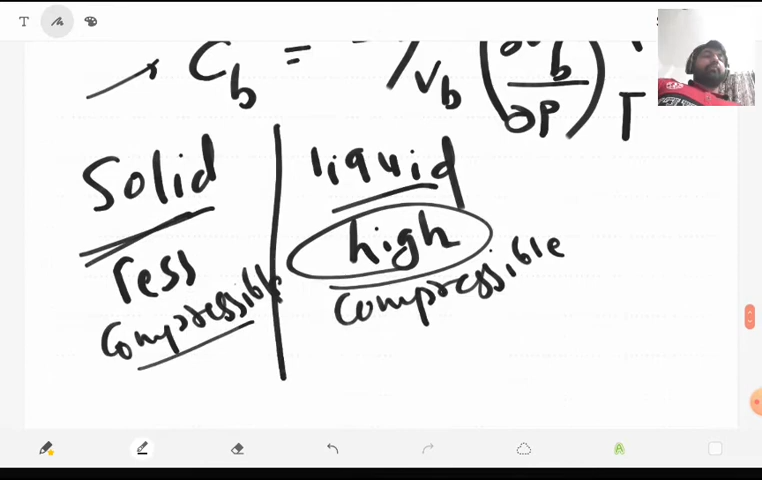 C_b = 1/V_b (∂V_b/∂P)_T
Solid
less
Compressible
liquid
high
Compressible